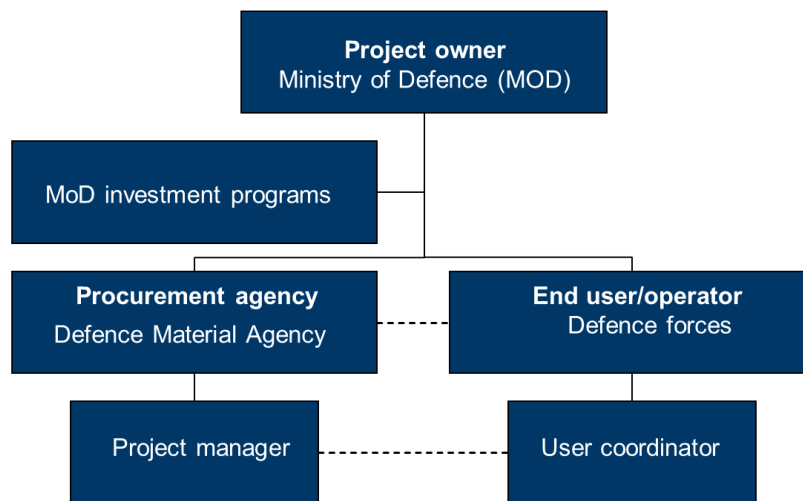 Project owner
Ministry of Defence (MOD)
MoD investment programs
Procurement agency
Defence Material Agency
End user/operator
Defence forces
Project manager
User coordinator